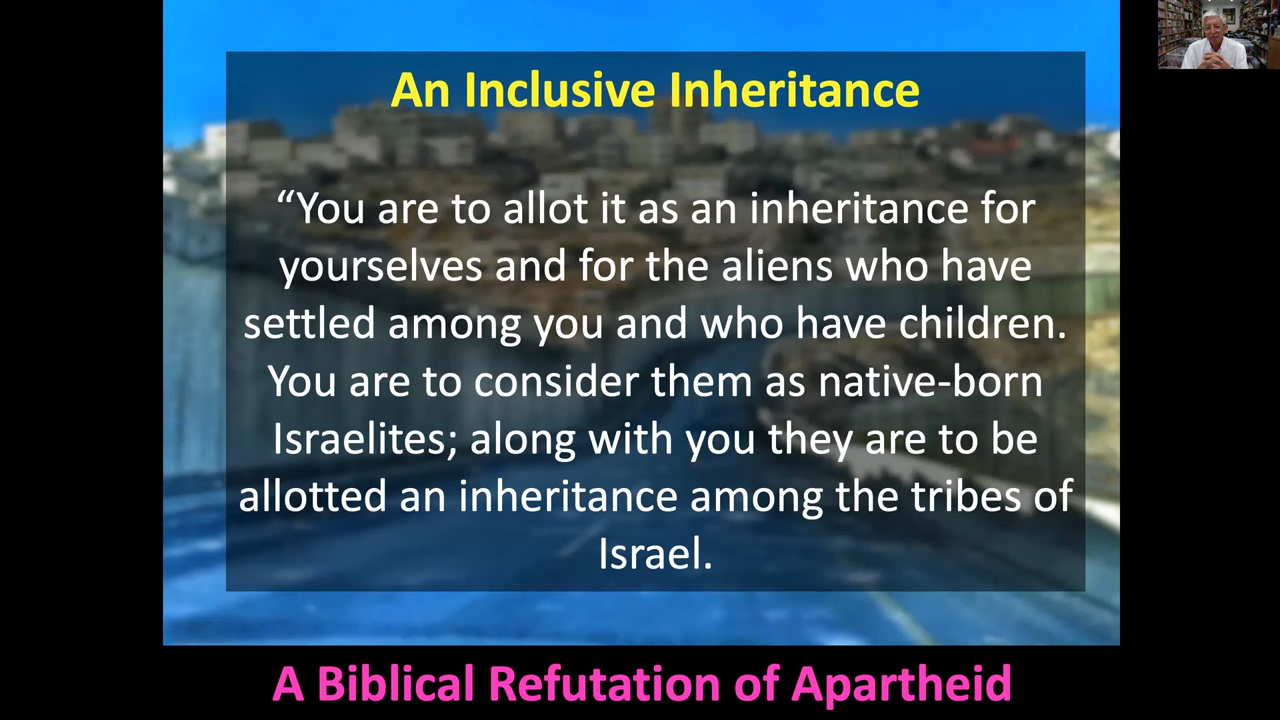 An Inclusive Inheritance
“You are to allot it as an inheritance for
yourselves and for the aliens who have
settled among you and who have children.
You are to consider them as native-born
Israelites; along with you they are to be
allotted an inheritance among the tribes of
Israel.
A Biblical Refutation of Apartheid